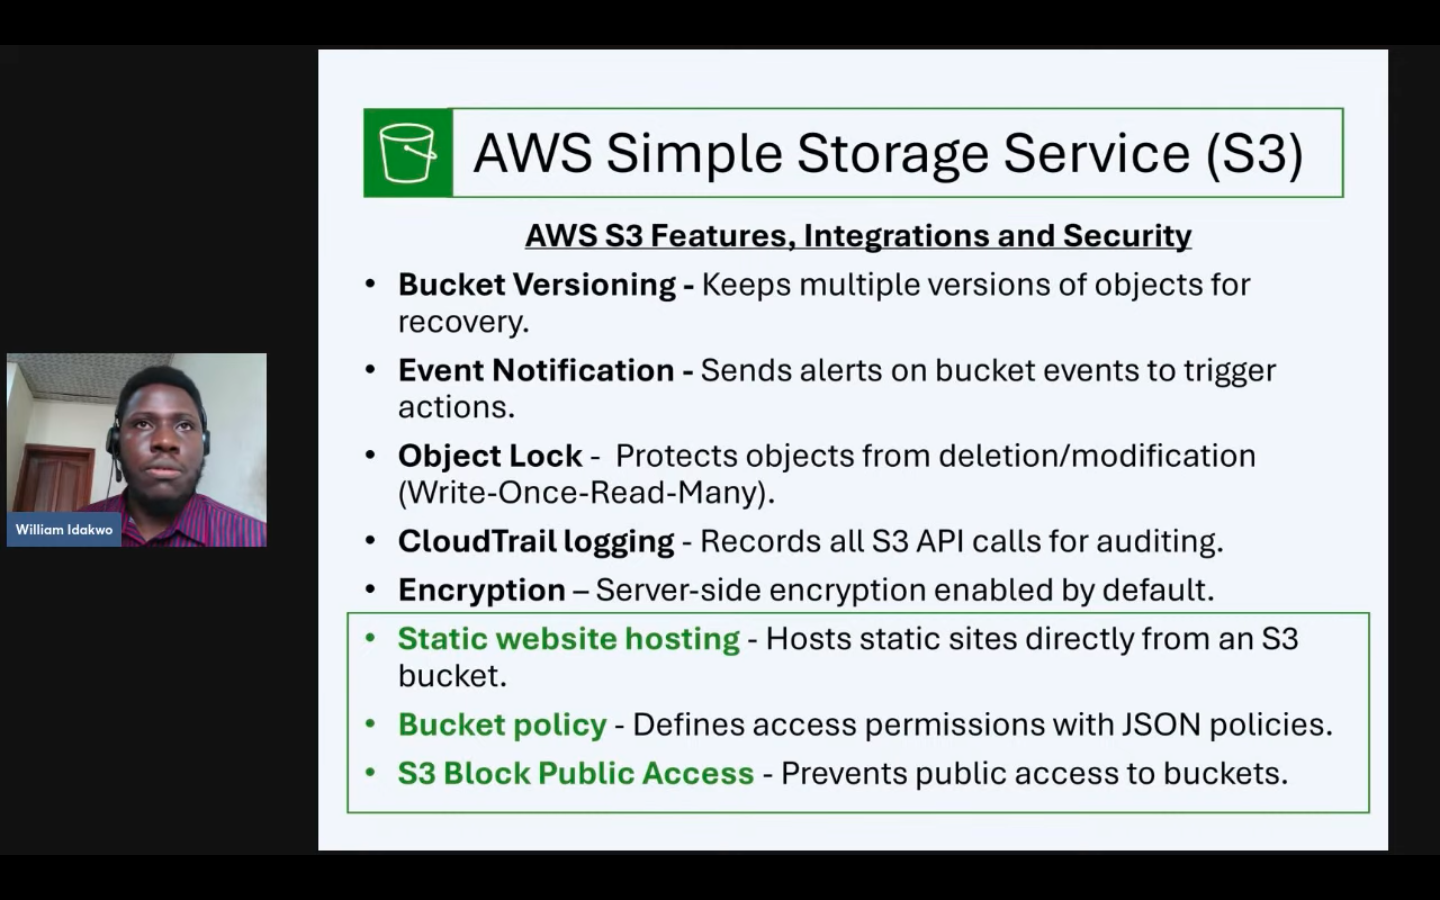 AWS Simple Storage Service (S3)
AWS S3 Features, Integrations and Security
• Bucket Versioning - Keeps multiple versions of objects for
recovery.
• Event Notification - Sends alerts on bucket events to trigger
actions.
• Object Lock - Protects objects from deletion/modification
(Write-Once-Read-Many).
• CloudTrail logging - Records all S3 API calls for auditing.
• Encryption – Server-side encryption enabled by default.
• Static website hosting - Hosts static sites directly from an S3
bucket.
• Bucket policy - Defines access permissions with JSON policies.
• S3 Block Public Access - Prevents public access to buckets.
William Idakwo